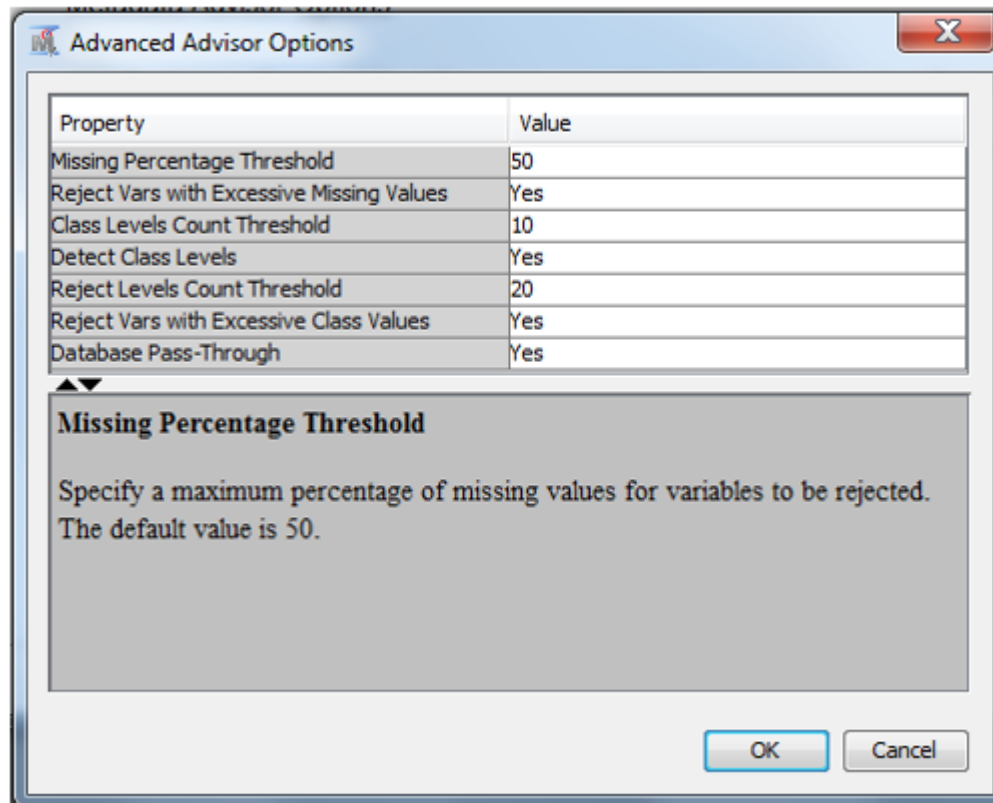 Metadata Advisor Options
Advanced Advisor Options
Property Value
Missing Percentage Threshold 50
Reject Vars with Excessive Missing Values Yes
Class Levels Count Threshold 10
Detect Class Levels Yes
Reject Levels Count Threshold 20
Reject Vars with Excessive Class Values Yes
Database Pass-Through Yes
Missing Percentage Threshold
Specify a maximum percentage of missing values for variables to be rejected.
The default value is 50.
OK Cancel